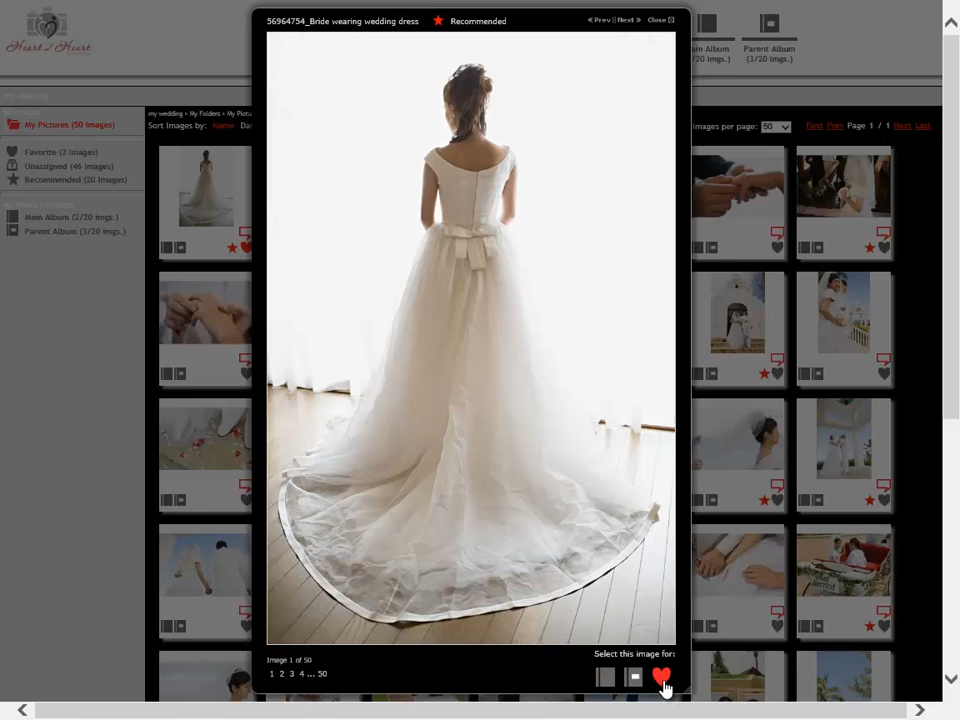 56964754_Bride wearing wedding dress ★ Recommended « Prev || Next » Close
Heart 2 Heart
Main Album
(2/20 imgs.)
Parent Album
(3/20 imgs.)
My Pictures (50 Images)
my wedding » My Folders » My Pictu
Sort Images by: Name Da
Images per page: 50
First Prev Page 1 / 1 Next Last
Favorite (2 Images)
Unassigned (46 Images)
Recommended (20 Images)
Main Album (2/20 imgs.)
Parent Album (3/20 imgs.)
Select this image for:
Image 1 of 50
1 2 3 4 ... 50